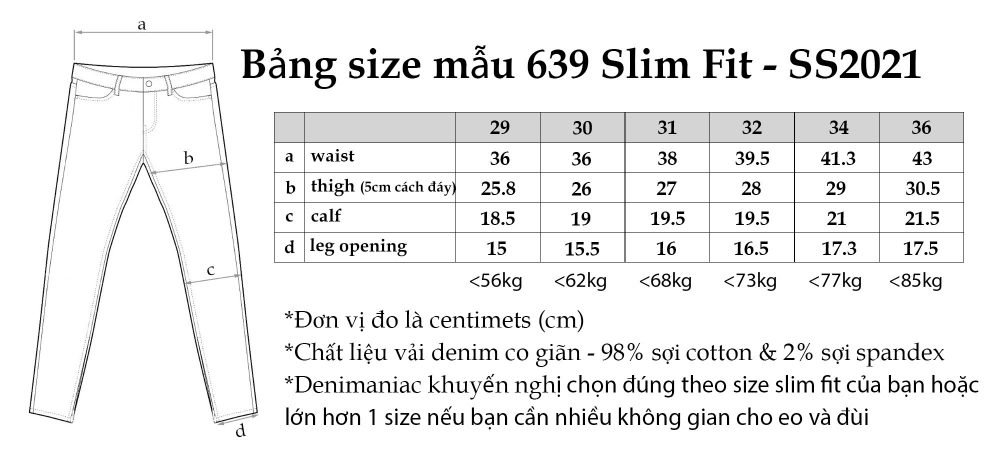 a
Bảng size mẫu 639 Slim Fit - SS2021
29 30 31 32 34 36
a waist 36 36 38 39.5 41.3 43
b thigh (5cm cách đáy) 25.8 26 27 28 29 30.5
c calf 18.5 19 19.5 19.5 21 21.5
d leg opening 15 15.5 16 16.5 17.3 17.5
<56kg <62kg <68kg <73kg <77kg <85kg
b
c
d
*Đơn vị đo là centimets (cm)
*Chất liệu vải denim co giãn - 98% sợi cotton & 2% sợi spandex
*Denimaniac khuyến nghị chọn đúng theo size slim fit của bạn hoặc
lớn hơn 1 size nếu bạn cần nhiều không gian cho eo và đùi